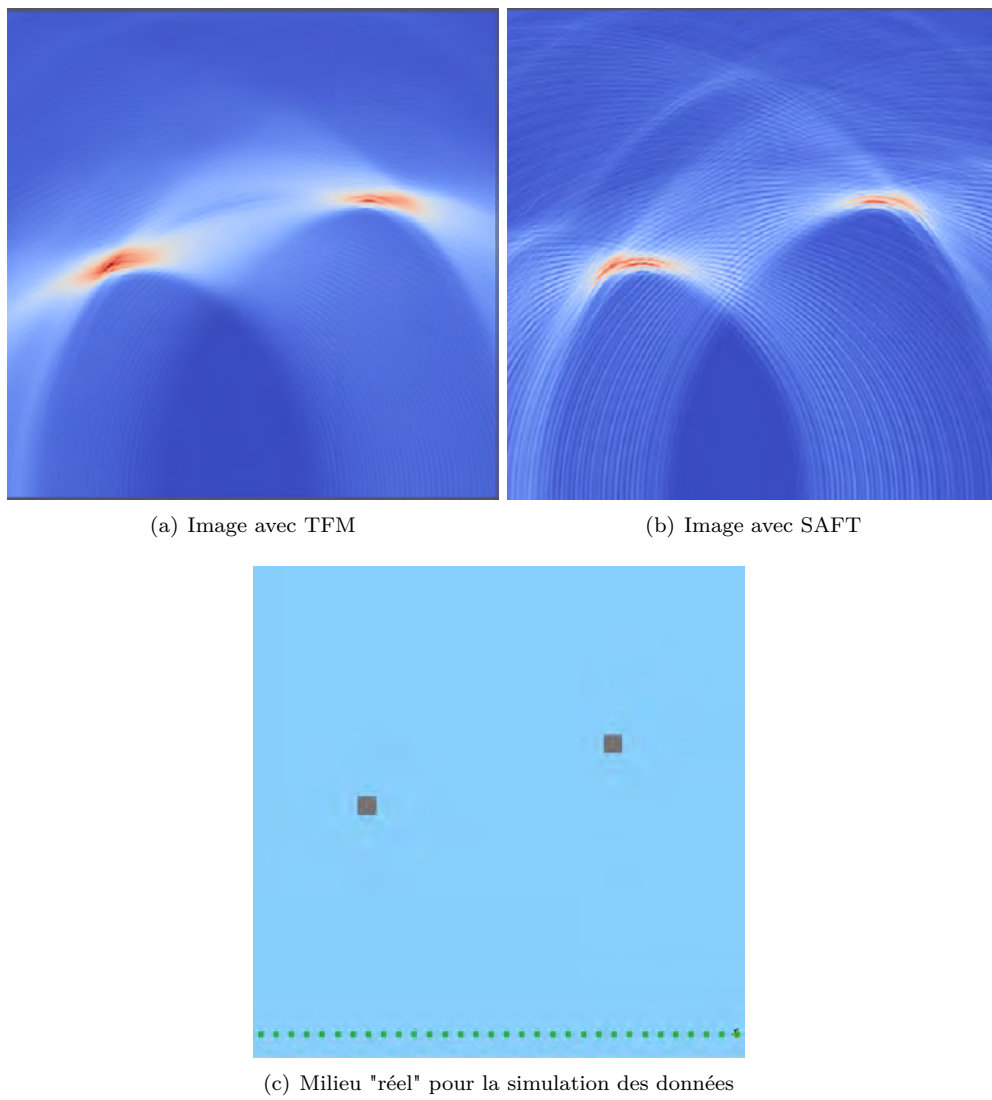 (a) Image avec TFM
(b) Image avec SAFT
(c) Milieu "réel" pour la simulation des données